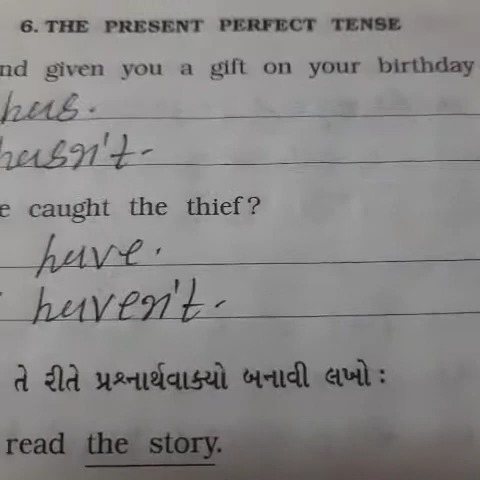 6. THE PRESENT PERFECT TENSE
nd given you a gift on your birthday
has.
hasn't.
e caught the thief?
have.
haven't.
તે રીતે પ્રશ્નાર્થવાક્યો બનાવી લખો :
read the story.